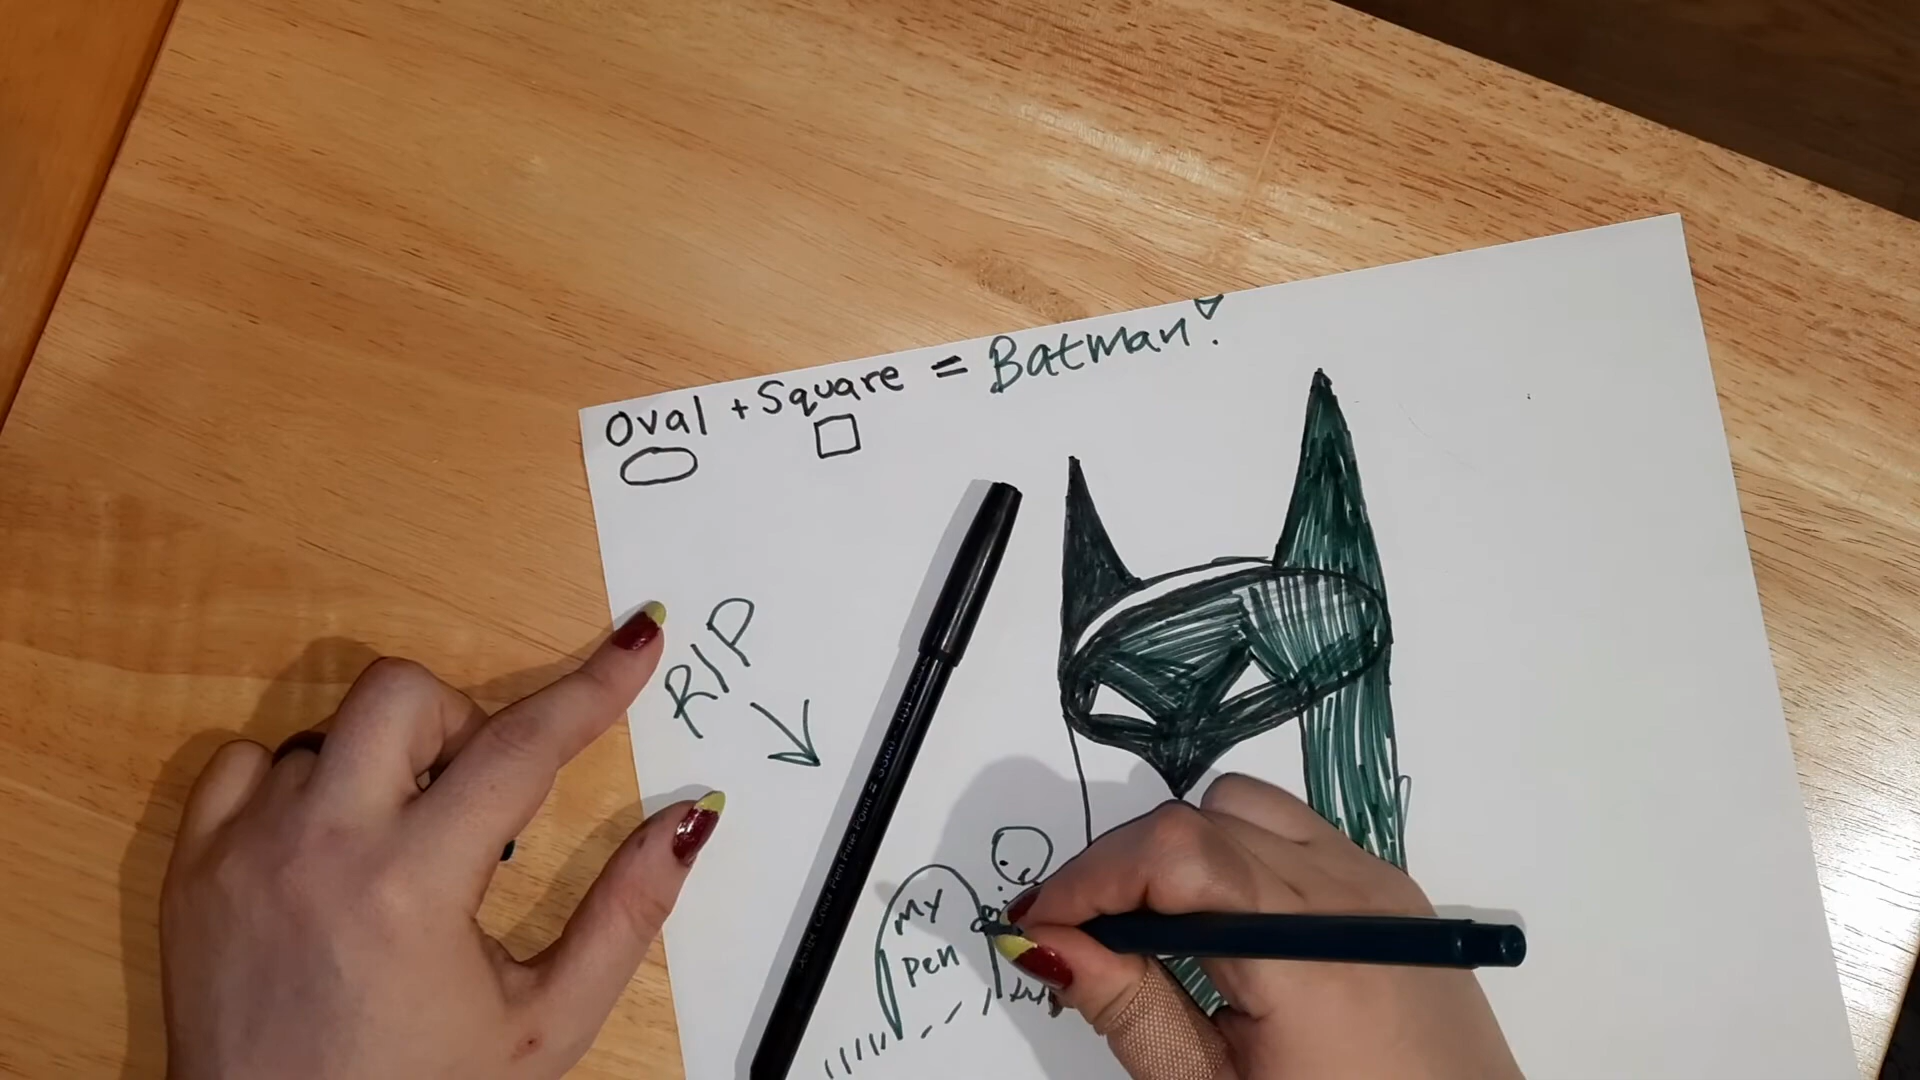 Oval + Square = Batman!
RIP
My
pen